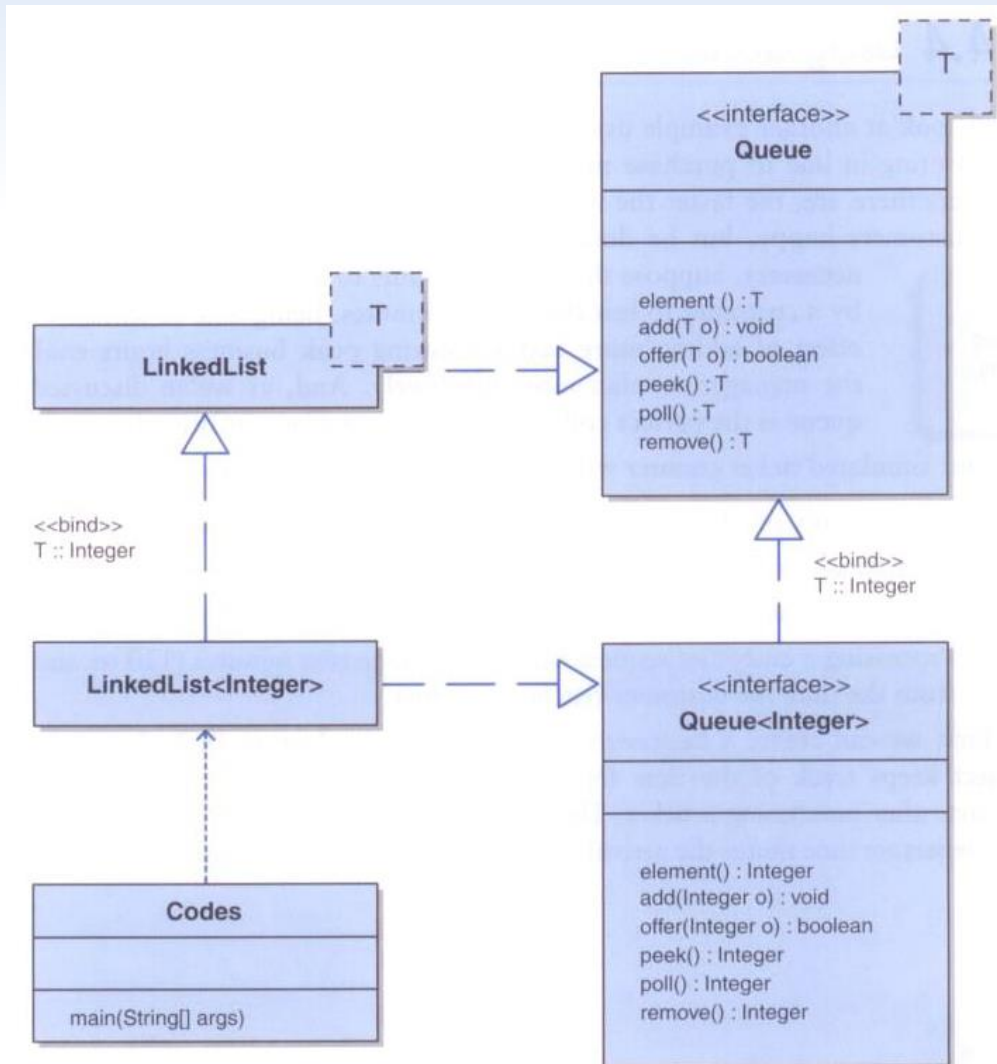 T
<<interface>>
Queue
element () : T
add(T o) : void
offer(T o) : boolean
peek() : T
poll() : T
remove() : T
T
LinkedList
<<bind>>
T :: Integer
<<bind>>
T :: Integer
LinkedList<Integer>
<<interface>>
Queue<Integer>
element() : Integer
add(Integer o) : void
offer(Integer o) : boolean
peek() : Integer
poll() : Integer
remove() : Integer
Codes
main(String[] args)